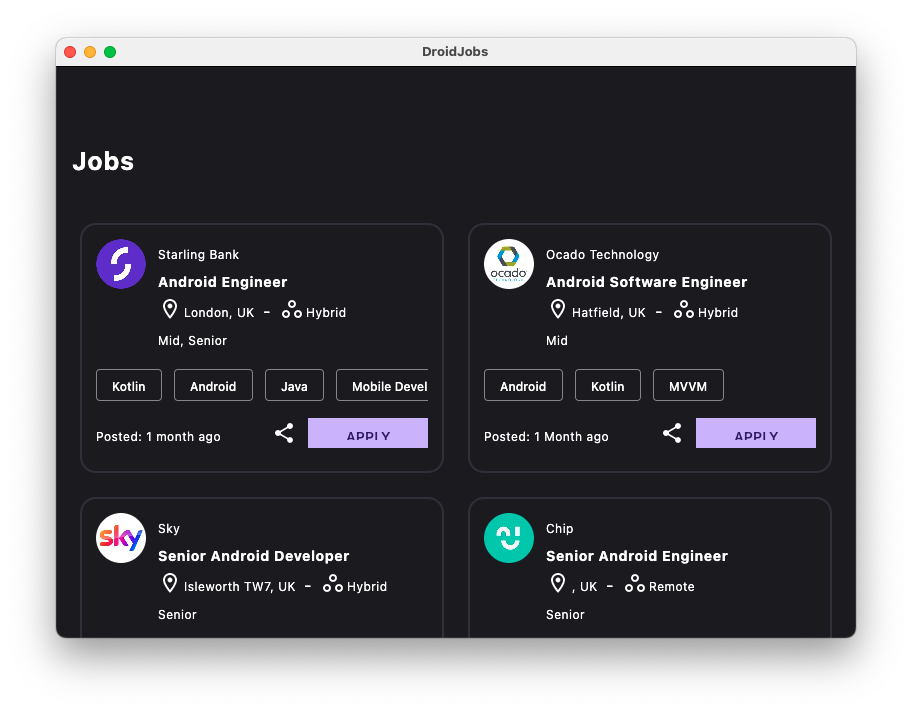 DroidJobs
Jobs
Starling Bank
Android Engineer
London, UK - Hybrid
Mid, Senior
Kotlin Android Java Mobile Devel
Posted: 1 month ago APPLY
ocado
Ocado Technology
Android Software Engineer
Hatfield, UK - Hybrid
Mid
Android Kotlin MVVM
Posted: 1 Month ago APPLY
sky
Sky
Senior Android Developer
Isleworth TW7, UK - Hybrid
Senior
Chip
Senior Android Engineer
, UK - Remote
Senior